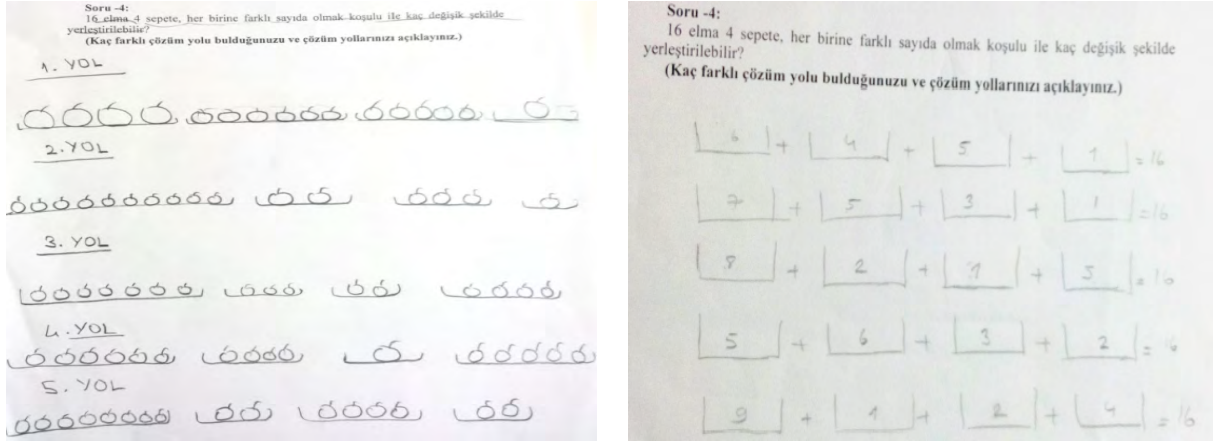 Soru -4:
16 elma 4 sepete, her birine farklı sayıda olmak koşulu ile kaç değişik şekilde
yerleştirilebilir?
(Kaç farklı çözüm yolu bulduğunuzu ve çözüm yollarınızı açıklayınız.)
1. YOL
2. YOL
3. YOL
4. YOL
5. YOL
Soru -4:
16 elma 4 sepete, her birine farklı sayıda olmak koşulu ile kaç değişik şekilde
yerleştirilebilir?
(Kaç farklı çözüm yolu bulduğunuzu ve çözüm yollarınızı açıklayınız.)
6 + 4 + 5 + 1 = 16
7 + 5 + 3 + 1 = 16
8 + 2 + 1 + 5 = 16
5 + 6 + 3 + 2 = 16
9 + 1 + 2 + 4 = 16